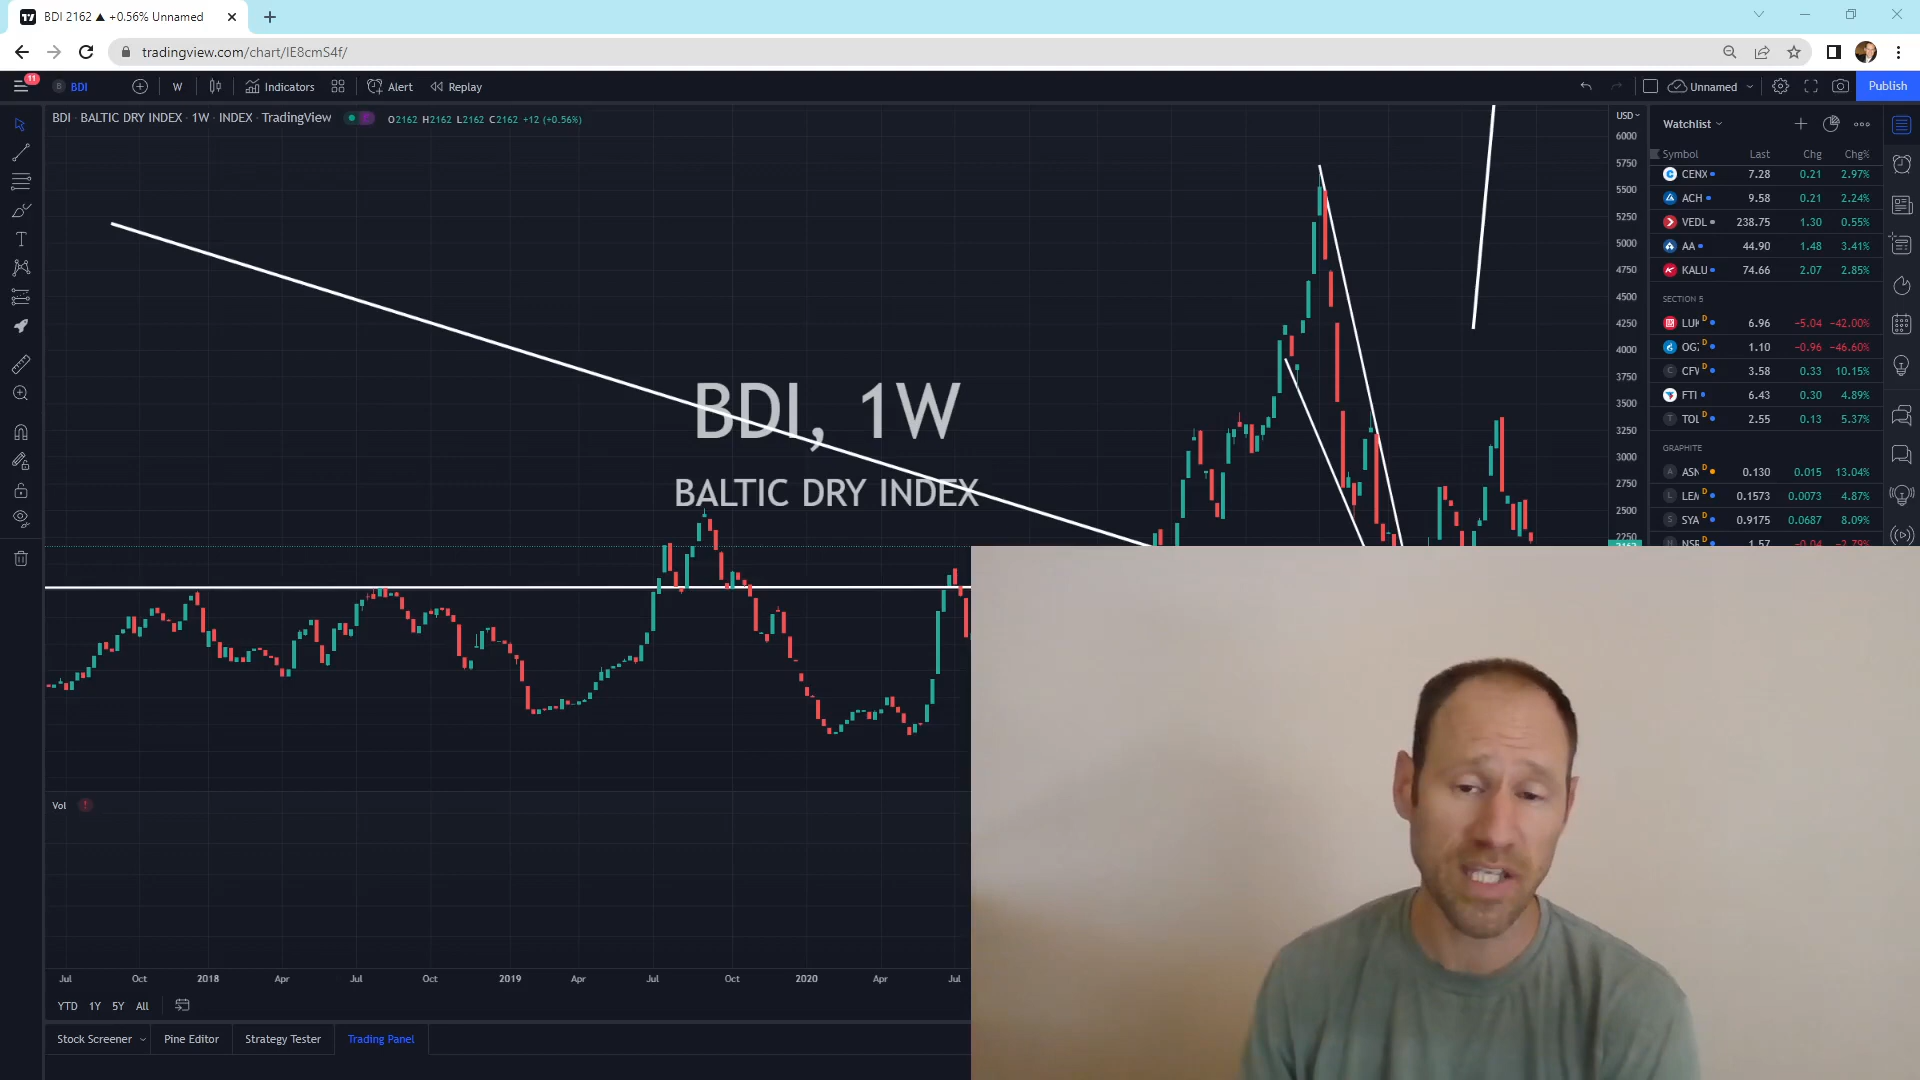 BDI 2162 ▲ +0.56% Unnamed
tradingview.com/chart/IE8cmS4f/
11
BDI
W
Indicators
Alert
Replay
Unnamed
Publish
BDI · BALTIC DRY INDEX · 1W · INDEX · TradingView
O2162 H2162 L2162 C2162 +12 (+0.56%)
USD
6000
5750
5500
5250
5000
4750
4500
4250
4000
3750
3500
3250
3000
2750
2500
2250
BDI, 1W
BALTIC DRY INDEX
Watchlist
Symbol Last Chg Chg%
CENX 7.28 0.21 2.97%
ACH 9.58 0.21 2.24%
VEDL 238.75 1.30 0.55%
AA 44.90 1.48 3.41%
KALU 74.66 2.07 2.85%
SECTION 5
D 6.96 −5.04 −42.00%
D 1.10 −0.96 −46.60%
D 3.58 0.33 10.15%
FTI 6.43 0.30 4.89%
D 2.55 0.13 5.37%
GRAPHITE
D 0.130 0.015 13.04%
D 0.1573 0.0073 4.87%
SYA D 0.9175 0.0687 8.09%
1.57 −0.04 −2.79%
Vol
Jul Oct 2018 Apr Jul Oct 2019 Apr Jul Oct 2020 Apr Jul
YTD 1Y 5Y All
Stock Screener Pine Editor Strategy Tester Trading Panel